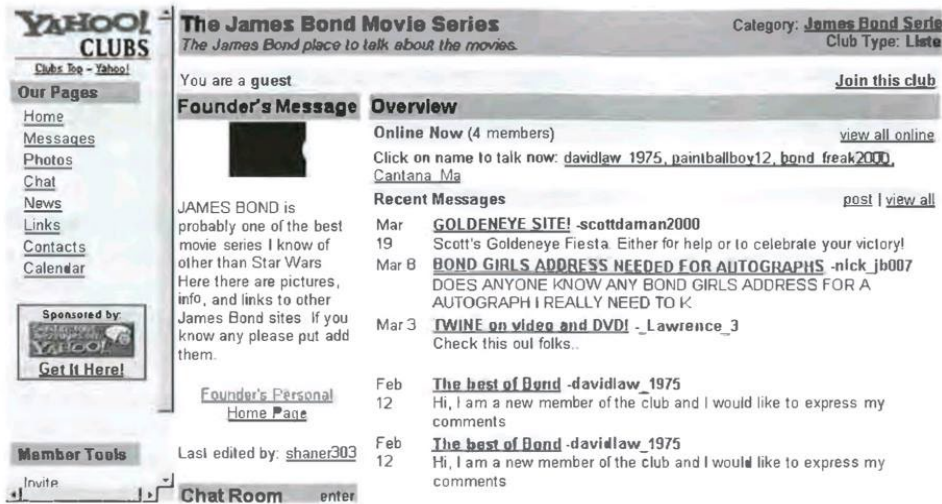 YAHOO!
CLUBS
Clubs Top - Yahoo!
Our Pages
Home
Messages
Photos
Chat
News
Links
Contacts
Calendar
Sponsored by:
YAHOO!
Get It Here!
Member Tools
Invite
The James Bond Movie Series
The James Bond place to talk about the movies.
Category: James Bond Serie
Club Type: Liste
You are a guest
Join this club
Founder's Message
JAMES BOND is
probably one of the best
movie series I know of
other than Star Wars
Here there are pictures,
info, and links to other
James Bond sites If you
know any please put add
them.
Founder's Personal
Home Page
Last edited by: shaner303
Chat Room enter
Overview
Online Now (4 members) view all online
Click on name to talk now: davidlaw_1975, paintballboy12, bond_freak2000,
Cantana_Ma
Recent Messages post | view all
Mar GOLDENEYE SITE! -scottdaman2000
19 Scott's Goldeneye Fiesta. Either for help or to celebrate your victory!
Mar 8 BOND GIRLS ADDRESS NEEDED FOR AUTOGRAPHS -nick_jb007
DOES ANYONE KNOW ANY BOND GIRLS ADDRESS FOR A
AUTOGRAPH I REALLY NEED TO K
Mar 3 TWINE on video and DVD! -_Lawrence_3
Check this out folks..
Feb The best of Bond -davidlaw_1975
12 Hi, I am a new member of the club and I would like to express my
comments
Feb The best of Bond -davidlaw_1975
12 Hi, I am a new member of the club and I would like to express my
comments